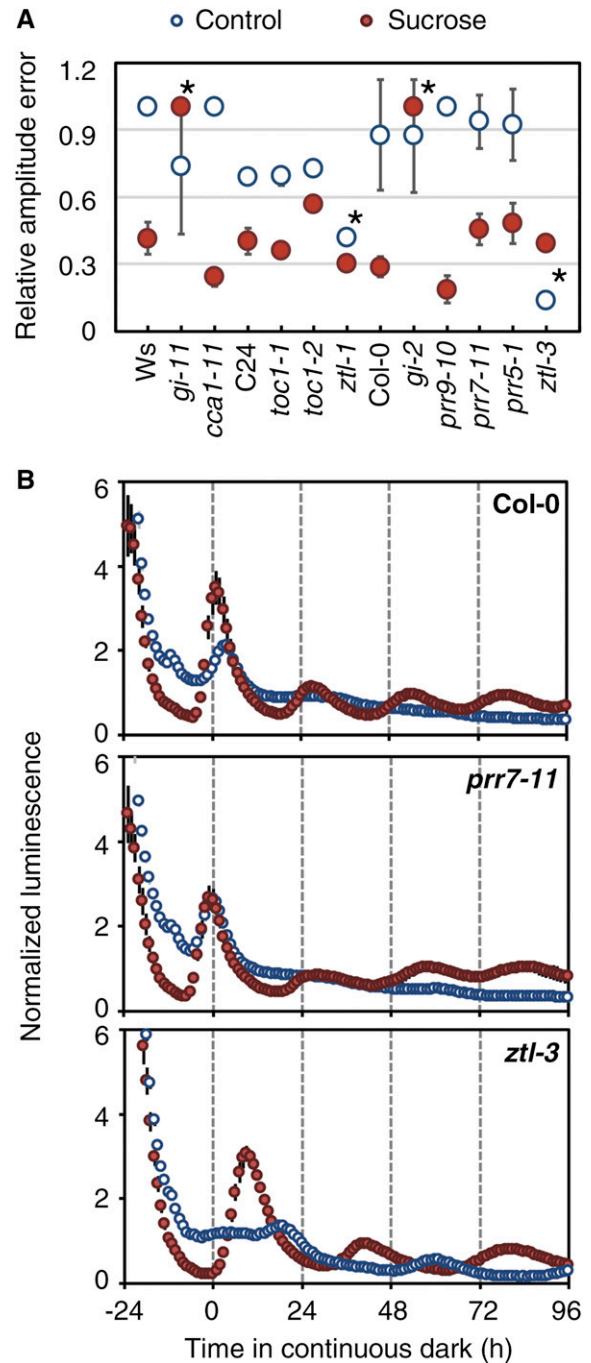 A
Control Sucrose
Relative amplitude error
1.2
0.9
0.6
0.3
0
* * * *
Ws gi-11 cca1-11 C24 toc1-1 toc1-2 ztl-1 Col-0 gi-2 prr9-10 prr7-11 prr5-1 ztl-3
B
Normalized luminescence
Col-0
6
4
2
0
prr7-11
6
4
2
0
ztl-3
6
4
2
0
-24 0 24 48 72 96
Time in continuous dark (h)